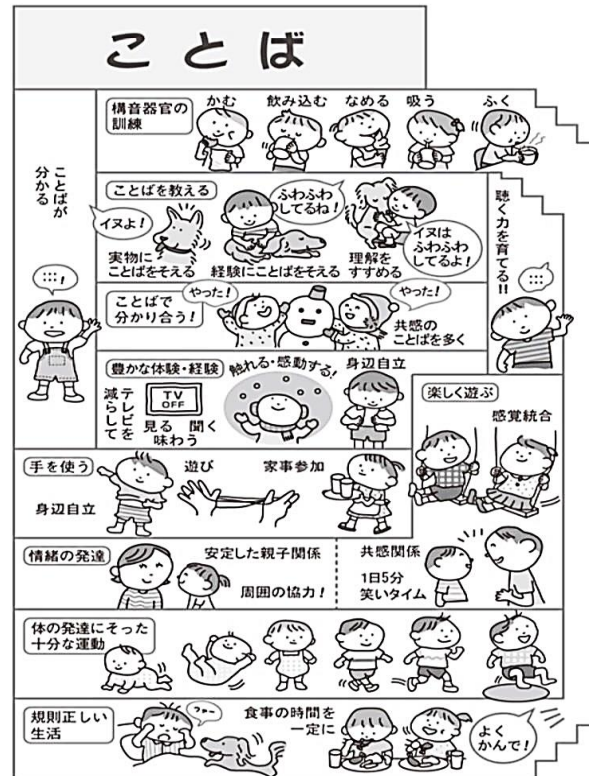 ことば
構音器官の
訓練
かむ
飲み込む
なめる
吸う
ふく
ことばが
分かる
ことばを教える
イヌよ！
実物に
ことばをそえる
ふわふわ
してるね！
経験にことばをそえる
イヌは
ふわふわ
してるよ！
理解を
すすめる
聴く力を育てる!!
ことばで
分かり合う！
やった！
やった！
共感の
ことばを多く
豊かな体験・経験
触れる・感動する！
身辺自立
テレビを
減らして
TV
OFF
見る 聞く
味わう
楽しく遊ぶ
感覚統合
手を使う
遊び
家事参加
身辺自立
情緒の発達
安定した親子関係
周囲の協力！
共感関係
1日5分
笑いタイム
体の発達にそった
十分な運動
規則正しい
生活
食事の時間を
一定に
よく
かんで！